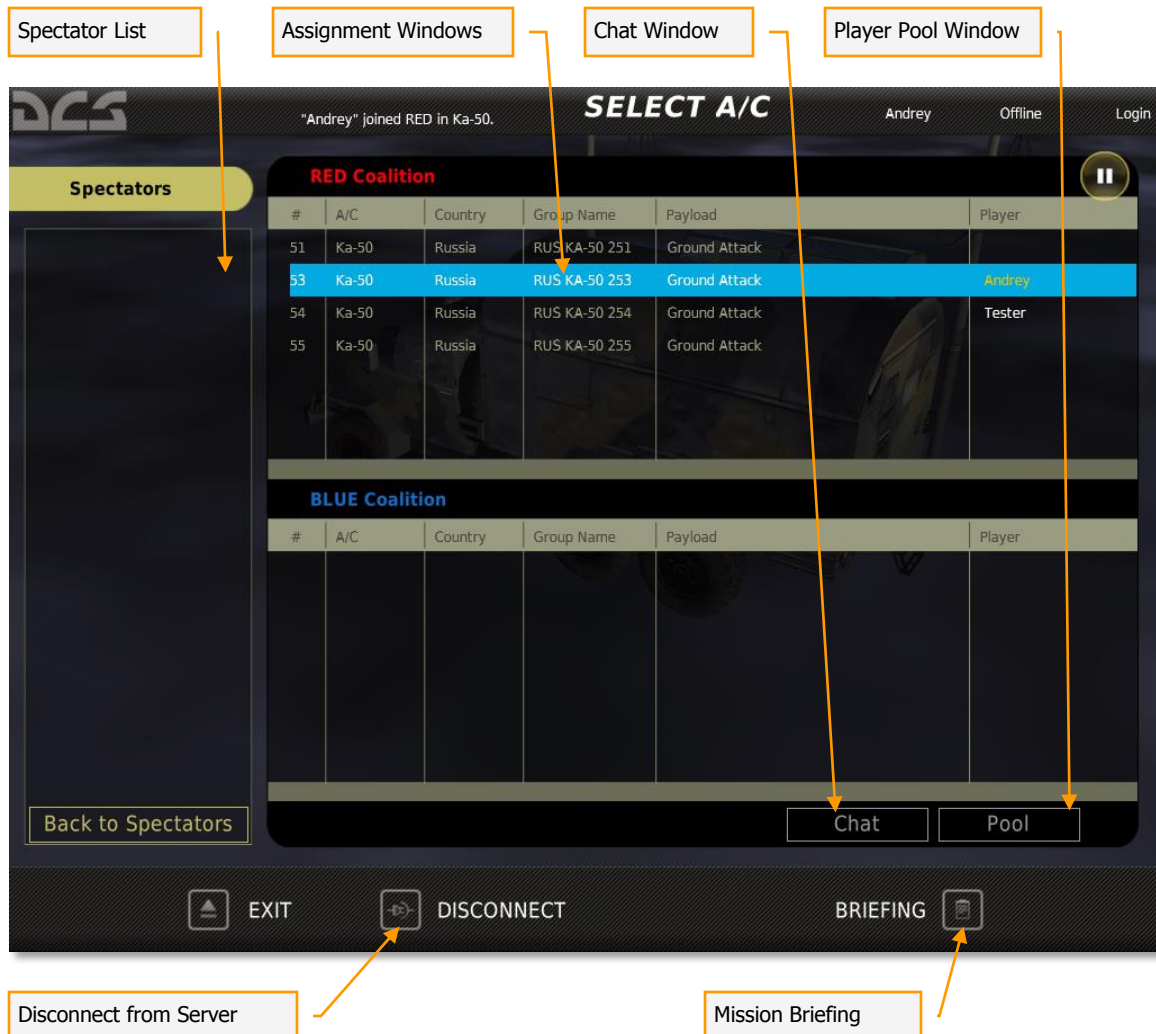 Spectator List Assignment Windows Chat Window Player Pool Window
DCS "Andrey" joined RED in Ka-50. SELECT A/C Andrey Offline Login
Spectators
RED Coalition
# A/C Country Group Name Payload Player
51 Ka-50 Russia RUS KA-50 251 Ground Attack
53 Ka-50 Russia RUS KA-50 253 Ground Attack Andrey
54 Ka-50 Russia RUS KA-50 254 Ground Attack Tester
55 Ka-50 Russia RUS KA-50 255 Ground Attack
BLUE Coalition
# A/C Country Group Name Payload Player
Back to Spectators Chat Pool
EXIT DISCONNECT BRIEFING
Disconnect from Server Mission Briefing